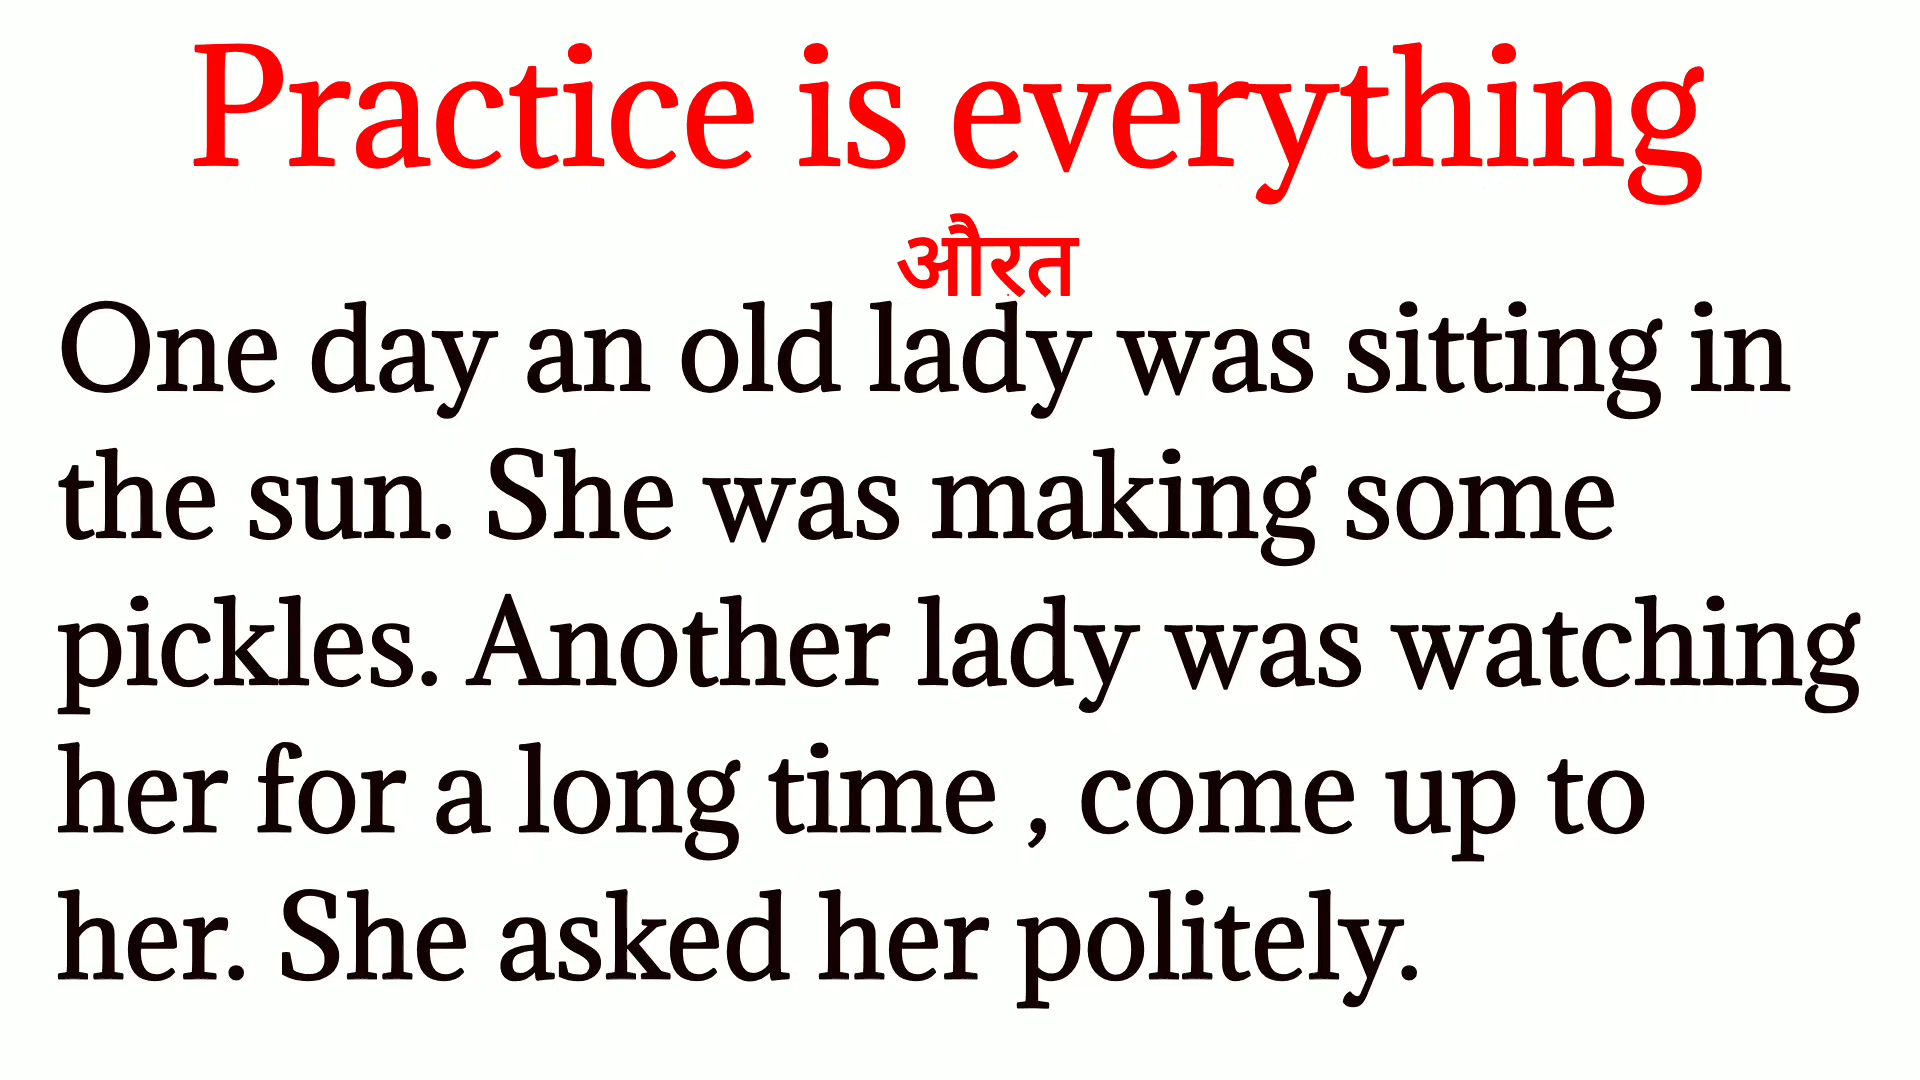 Practice is everything
औरत
One day an old lady was sitting in
the sun. She was making some
pickles. Another lady was watching
her for a long time , come up to
her. She asked her politely.